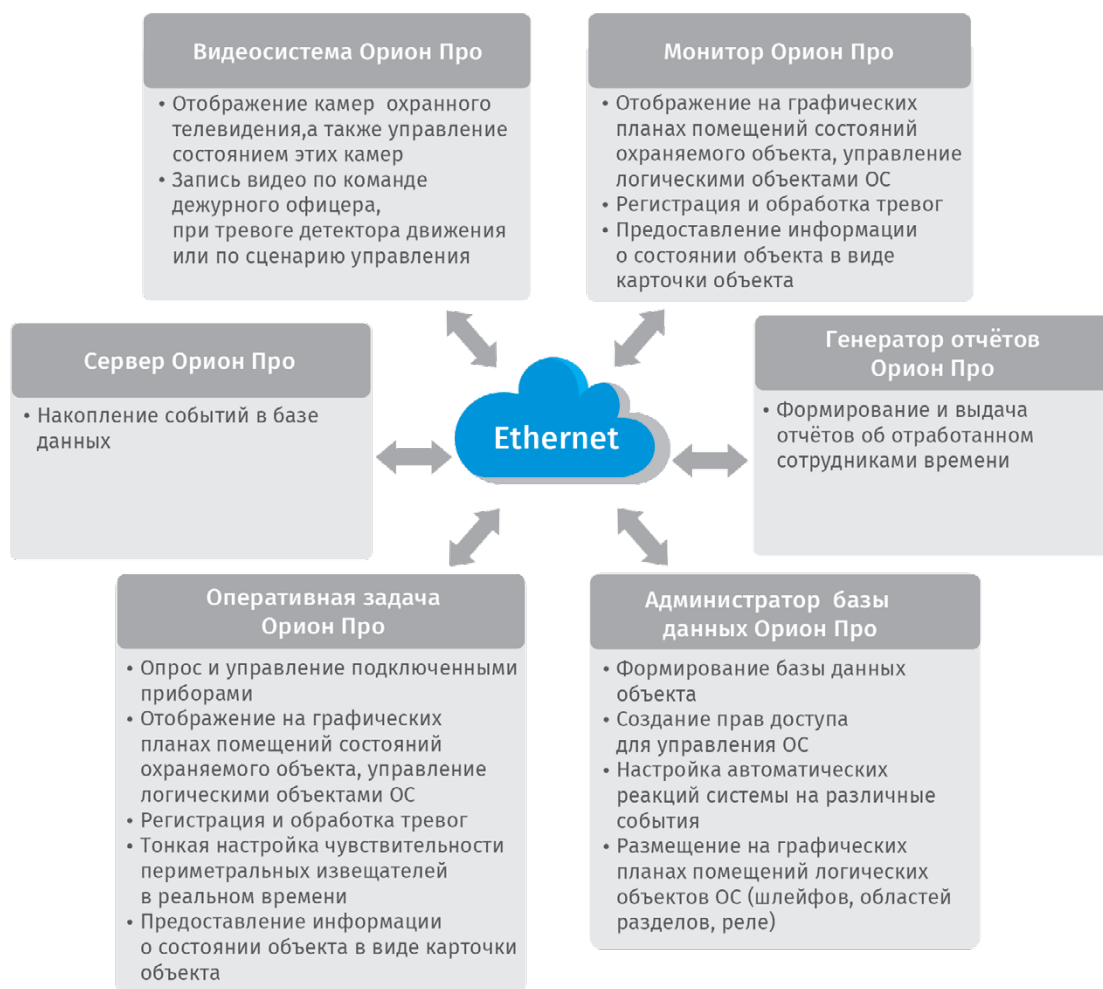 Видеосистема Орион Про
• Отображение камер охранного
телевидения,а также управление
состоянием этих камер
• Запись видео по команде
дежурного офицера,
при тревоге детектора движения
или по сценарию управления
Монитор Орион Про
• Отображение на графических
планах помещений состояний
охраняемого объекта, управление
логическими объектами ОС
• Регистрация и обработка тревог
• Предоставление информации
о состоянии объекта в виде
карточки объекта
Сервер Орион Про
• Накопление событий в базе
данных
Ethernet
Генератор отчётов
Орион Про
• Формирование и выдача
отчётов об отработанном
сотрудниками времени
Оперативная задача
Орион Про
• Опрос и управление подключенными
приборами
• Отображение на графических
планах помещений состояний
охраняемого объекта, управление
логическими объектами ОС
• Регистрация и обработка тревог
• Тонкая настройка чувствительности
периметральных извещателей
в реальном времени
• Предоставление информации
о состоянии объекта в виде карточки
объекта
Администратор базы
данных Орион Про
• Формирование базы данных
объекта
• Создание прав доступа
для управления ОС
• Настройка автоматических
реакций системы на различные
события
• Размещение на графических
планах помещений логических
объектов ОС (шлейфов, областей
разделов, реле)